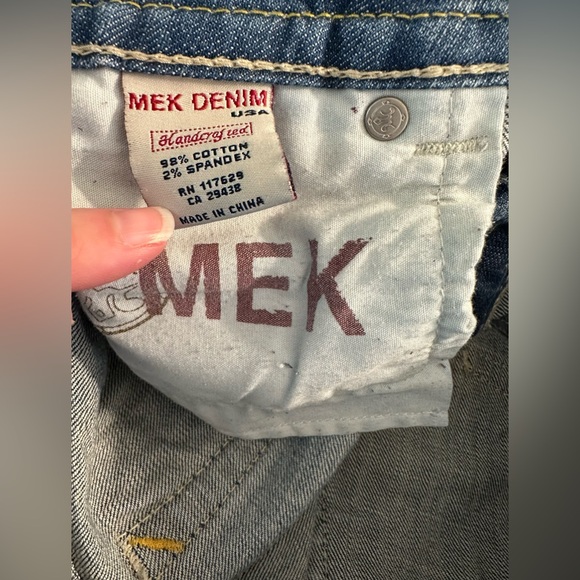 MEK DENIM
USA
Handcrafted
98% COTTON
2% SPANDEX
RN 117629
CA 29438
MADE IN CHINA
MEK